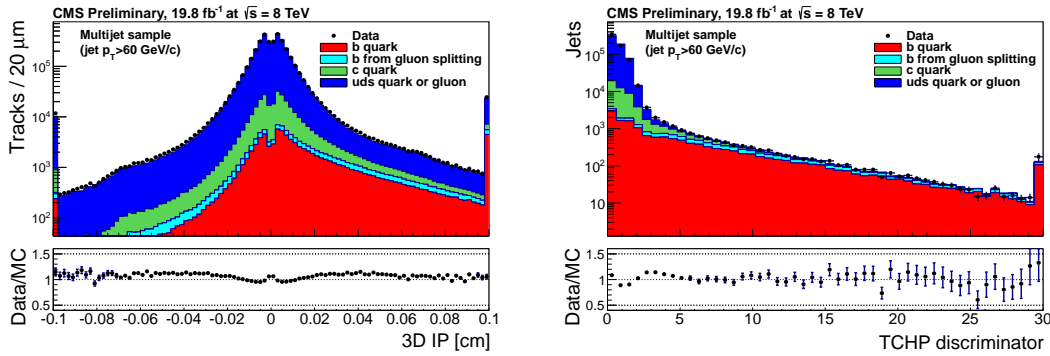 CMS Preliminary, 19.8 fb⁻¹ at √s = 8 TeV
Multijet sample
(jet p_T>60 GeV/c)
Data
b quark
b from gluon splitting
c quark
uds quark or gluon
Tracks / 20 μm
10⁵
10⁴
10³
10²
Data/MC
1.5
1.0
0.5
-0.1 -0.08 -0.06 -0.04 -0.02 0 0.02 0.04 0.06 0.08 0.1
3D IP [cm]
CMS Preliminary, 19.8 fb⁻¹ at √s = 8 TeV
Multijet sample
(jet p_T>60 GeV/c)
Data
b quark
b from gluon splitting
c quark
uds quark or gluon
Jets
10⁵
10⁴
10³
10²
10
1
Data/MC
1.5
1.0
0.5
0 5 10 15 20 25 30
TCHP discriminator